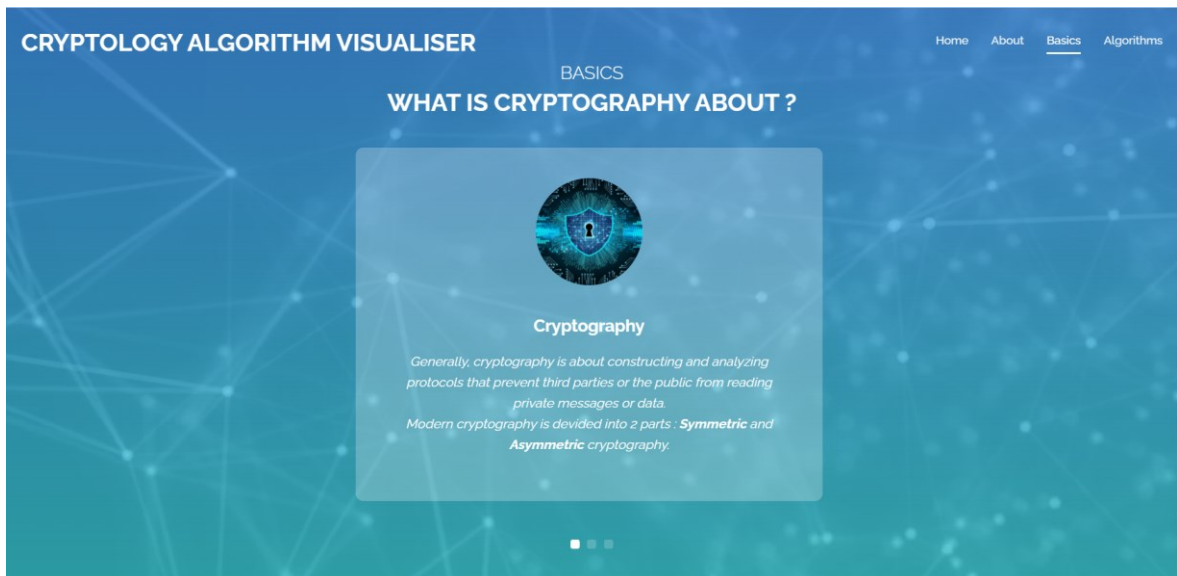 CRYPTOLOGY ALGORITHM VISUALISER
Home About Basics Algorithms
BASICS
WHAT IS CRYPTOGRAPHY ABOUT ?
Cryptography
Generally, cryptography is about constructing and analyzing
protocols that prevent third parties or the public from reading
private messages or data.
Modern cryptography is devided into 2 parts : Symmetric and
Asymmetric cryptography.